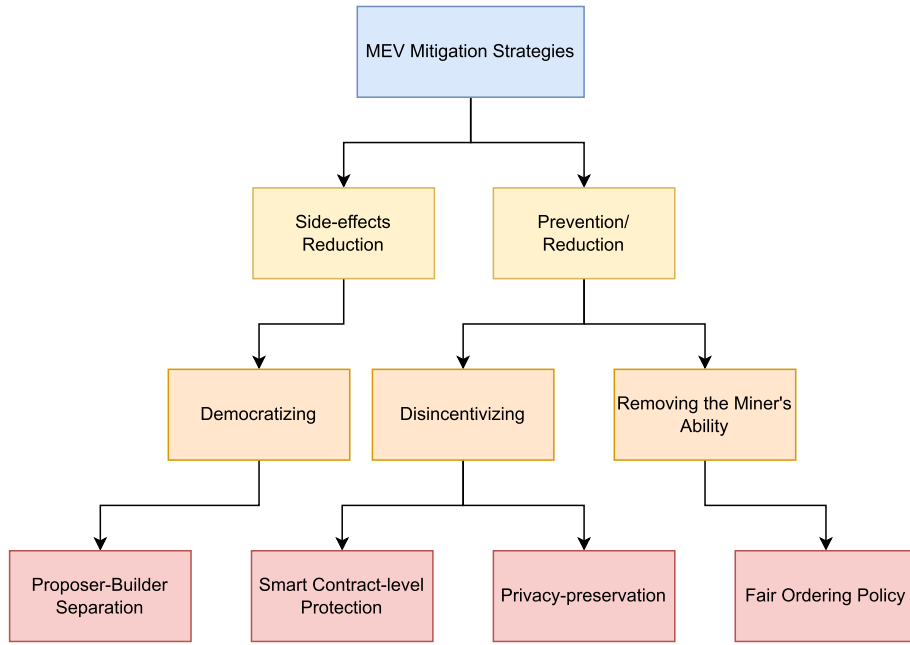 MEV Mitigation Strategies
Side-effects
Reduction
Prevention/
Reduction
Democratizing
Disincentivizing
Removing the Miner's
Ability
Proposer-Builder
Separation
Smart Contract-level
Protection
Privacy-preservation
Fair Ordering Policy